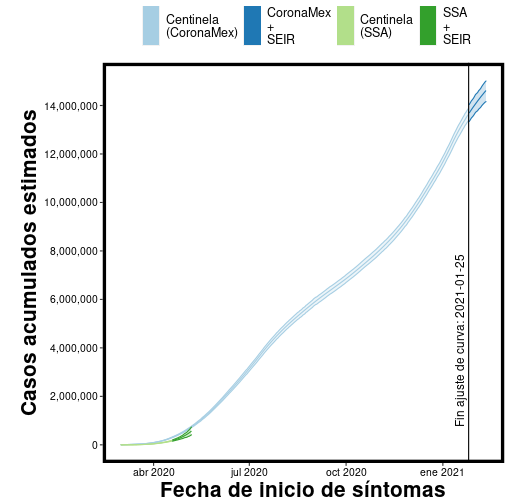 Centinela
(CoronaMex)
CoronaMex
+
SEIR
Centinela
(SSA)
SSA
+
SEIR
Casos acumulados estimados
14,000,000
12,000,000
10,000,000
8,000,000
6,000,000
4,000,000
2,000,000
0
Fin ajuste de curva: 2021-01-25
abr 2020
jul 2020
oct 2020
ene 2021
Fecha de inicio de síntomas